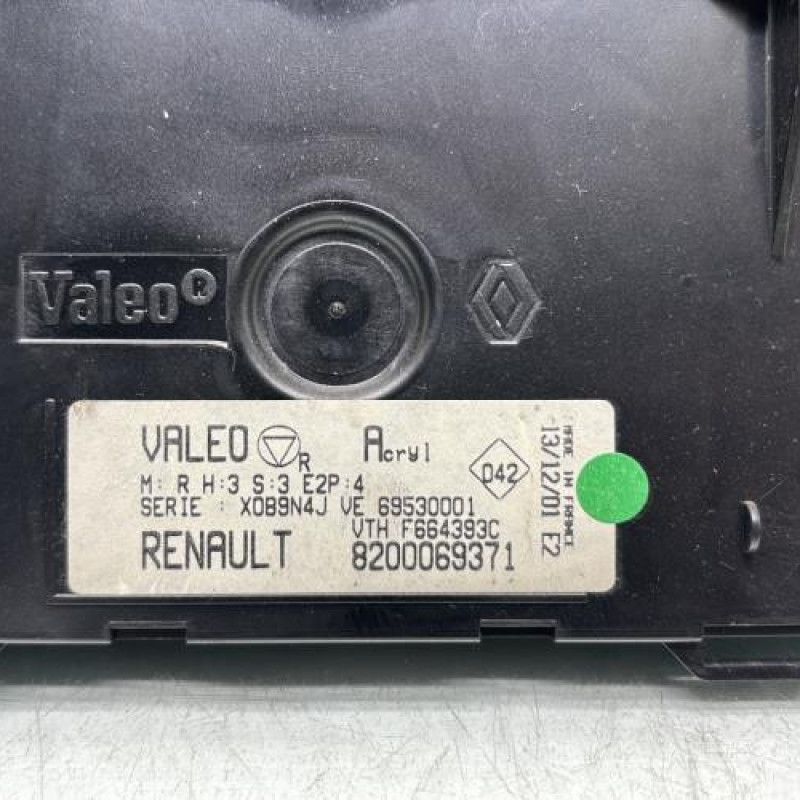 Valeo®
VALEO R Acryl
M: R H:3 S:3 E2P:4
SERIE : X0B9N4J VE 69530001
VTH F664393C
RENAULT 8200069371
D42
MADE IN FRANCE
13/12/01 E2